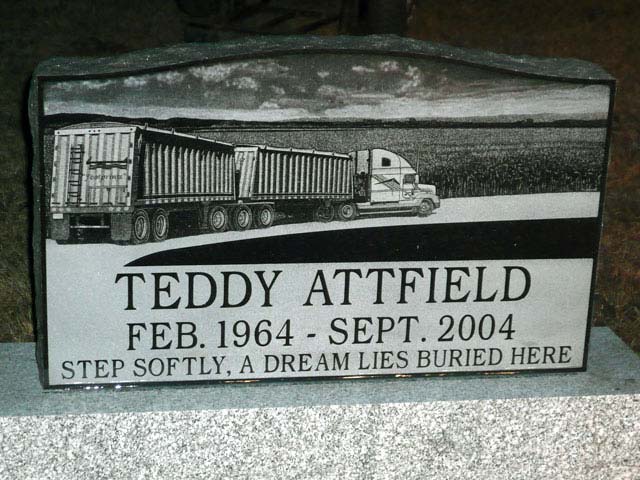 TEDDY ATTFIELD
FEB. 1964 - SEPT. 2004
STEP SOFTLY, A DREAM LIES BURIED HERE